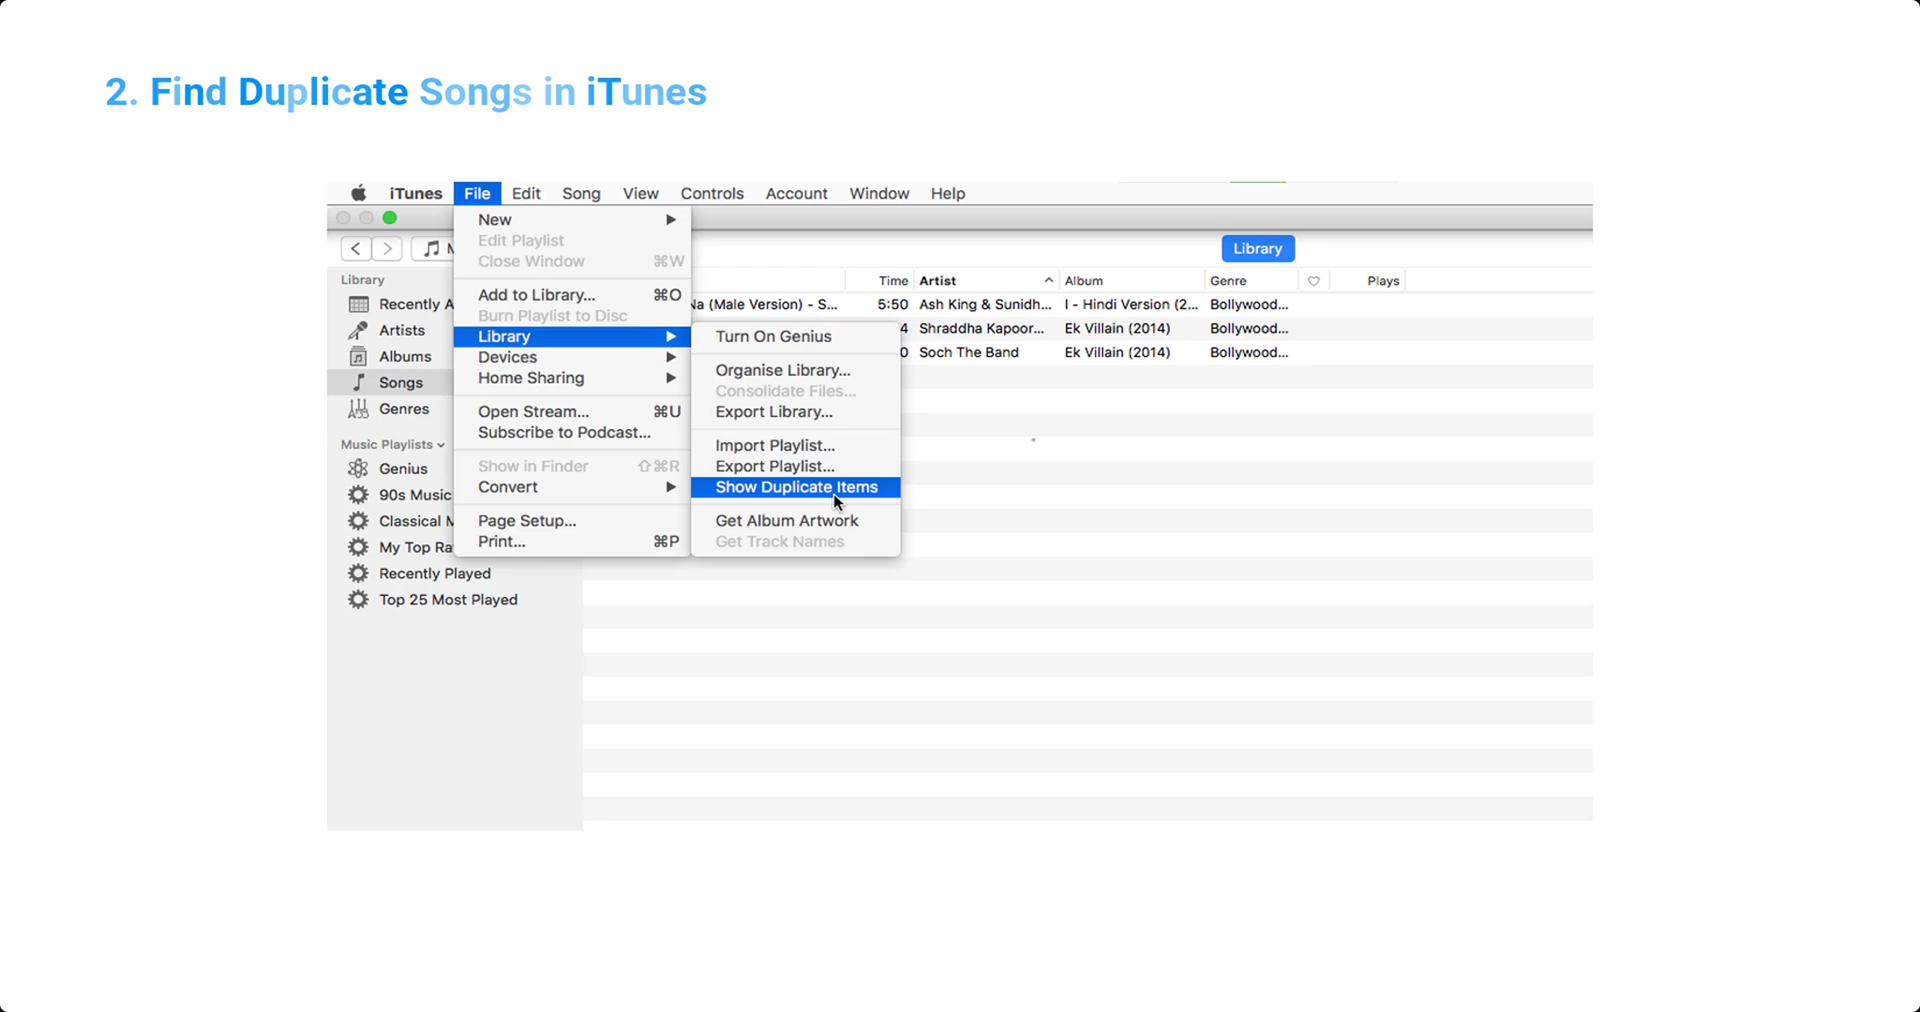 2. Find Duplicate Songs in iTunes
iTunes File Edit Song View Controls Account Window Help
New
Edit Playlist
Close Window ⌘W
Add to Library... ⌘O
Burn Playlist to Disc
Library
Devices
Home Sharing
Open Stream... ⌘U
Subscribe to Podcast...
Show in Finder ⇧⌘R
Convert
Page Setup...
Print... ⌘P
Turn On Genius
Organise Library...
Consolidate Files...
Export Library...
Import Playlist...
Export Playlist...
Show Duplicate Items
Get Album Artwork
Get Track Names
Library
Library
Recently A
Artists
Albums
Songs
Genres
Music Playlists
Genius
90s Music
Classical M
My Top Ra
Recently Played
Top 25 Most Played
Time Artist Album Genre Plays
(Male Version) - S... 5:50 Ash King & Sunidh... I - Hindi Version (2... Bollywood...
4 Shraddha Kapoor... Ek Villain (2014) Bollywood...
0 Soch The Band Ek Villain (2014) Bollywood...